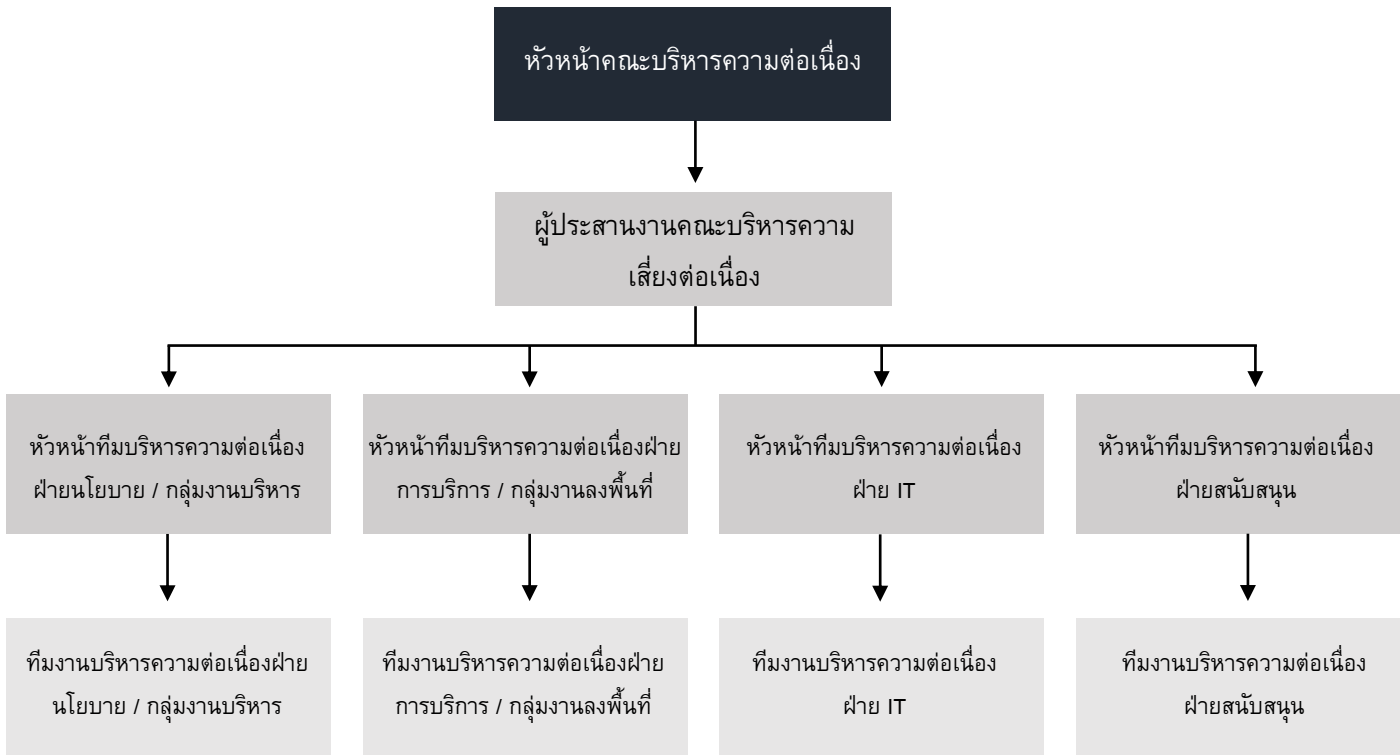 หัวหน้าคณะบริหารความต่อเนื่อง
ผู้ประสานงานคณะบริหารความ
เสี่ยงต่อเนื่อง
หัวหน้าทีมบริหารความต่อเนื่อง
ฝ่ายนโยบาย / กลุ่มงานบริหาร
หัวหน้าทีมบริหารความต่อเนื่องฝ่าย
การบริการ / กลุ่มงานลงพื้นที่
หัวหน้าทีมบริหารความต่อเนื่อง
ฝ่าย IT
หัวหน้าทีมบริหารความต่อเนื่อง
ฝ่ายสนับสนุน
ทีมงานบริหารความต่อเนื่องฝ่าย
นโยบาย / กลุ่มงานบริหาร
ทีมงานบริหารความต่อเนื่องฝ่าย
การบริการ / กลุ่มงานลงพื้นที่
ทีมงานบริหารความต่อเนื่อง
ฝ่าย IT
ทีมงานบริหารความต่อเนื่อง
ฝ่ายสนับสนุน